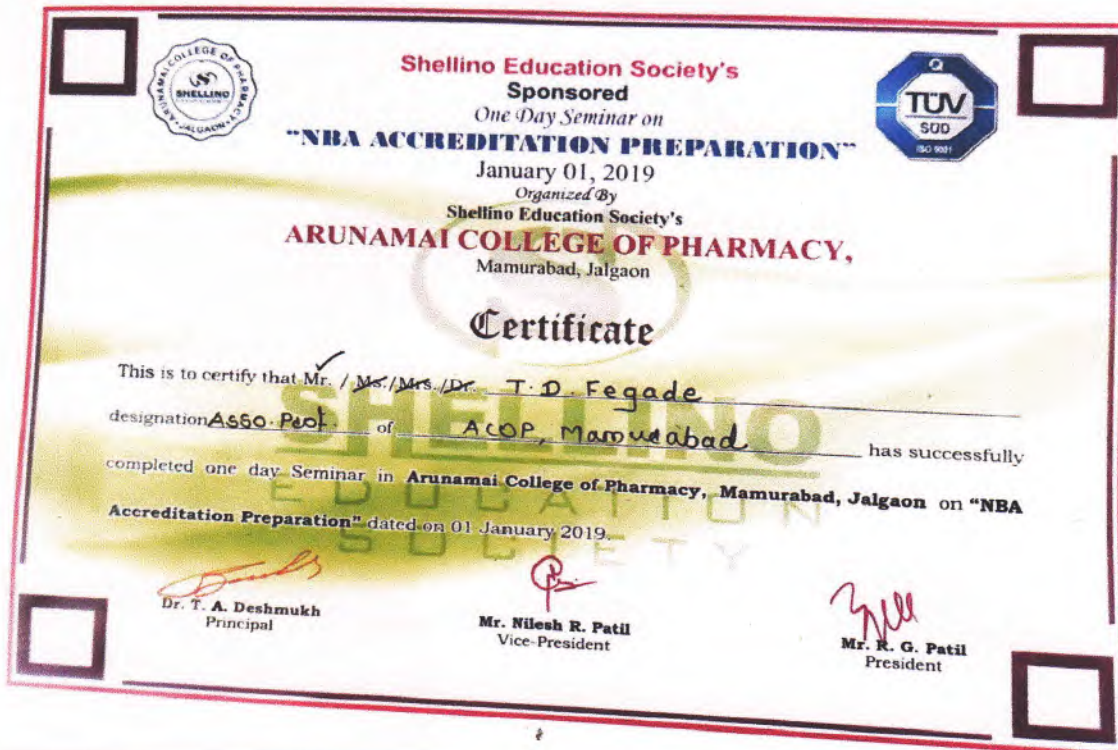 ARUNAMAI COLLEGE OF PHARMACY
SHELLINO
JALGAON
Shellino Education Society's
Sponsored
One Day Seminar on
"NBA ACCREDITATION PREPARATION"
January 01, 2019
Organized By
Shellino Education Society's
ARUNAMAI COLLEGE OF PHARMACY,
Mamurabad, Jalgaon
TÜV
SUD
ISO 9001
Certificate
This is to certify that Mr. / Ms./Mrs./Dr. T. D. Fegade
designation Asso. Prof. of ACOP, Mamurabad has successfully
completed one day Seminar in Arunamai College of Pharmacy, Mamurabad, Jalgaon on "NBA
Accreditation Preparation" dated on 01 January 2019.
SHELLINO
EDUCATION
SOCIETY
Dr. T. A. Deshmukh
Principal
Mr. Nilesh R. Patil
Vice-President
Mr. R. G. Patil
President